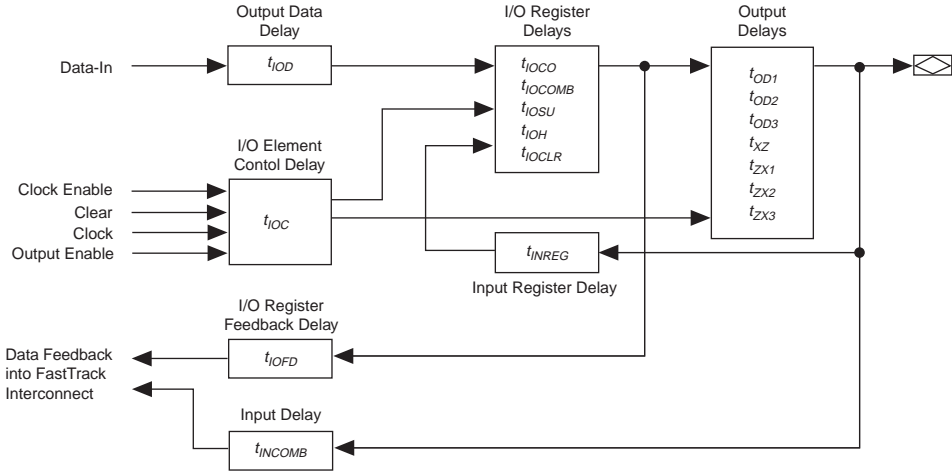 Output Data
Delay
I/O Register
Delays
Output
Delays
Data-In
tIOD
tIOCO
tIOCOMB
tIOSU
tIOH
tIOCLR
tOD1
tOD2
tOD3
tXZ
tZX1
tZX2
tZX3
I/O Element
Contol Delay
Clock Enable
Clear
Clock
Output Enable
tIOC
tINREG
Input Register Delay
I/O Register
Feedback Delay
Data Feedback
into FastTrack
Interconnect
tIOFD
Input Delay
tINCOMB